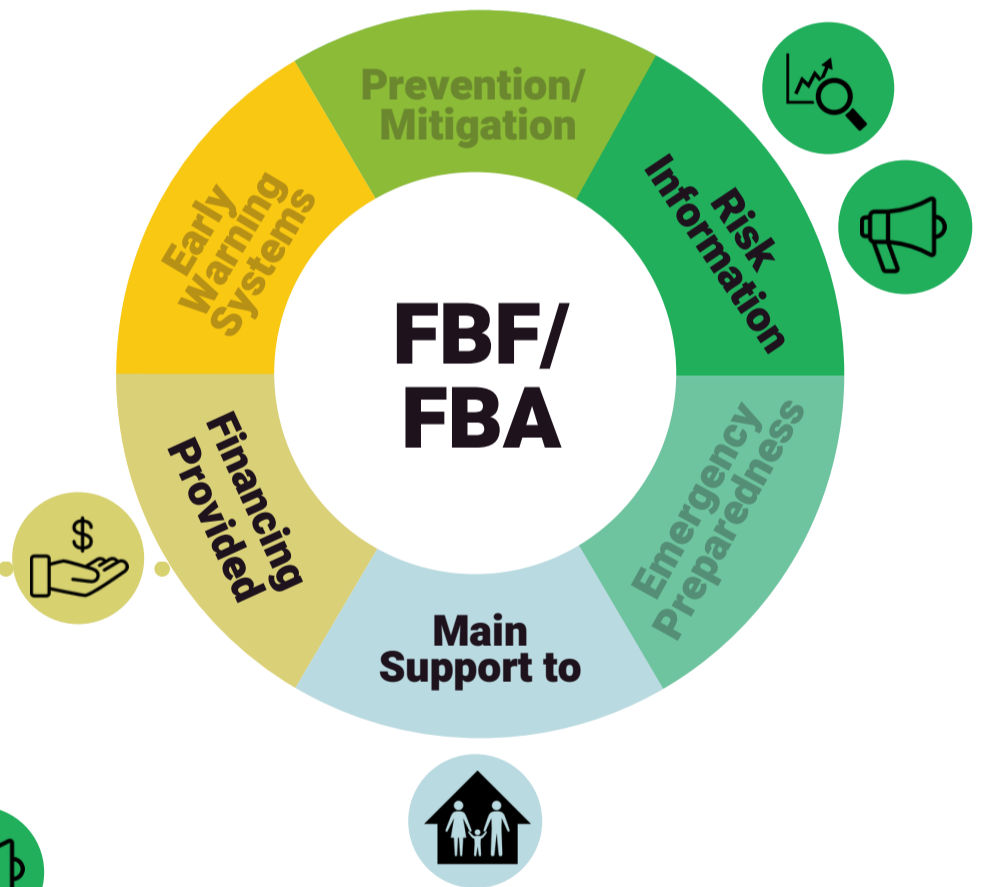 Prevention/
Mitigation
Risk
Information
Early
Warning
Systems
FBF/
FBA
Financing
Provided
Emergency
Preparedness
Main
Support to
$